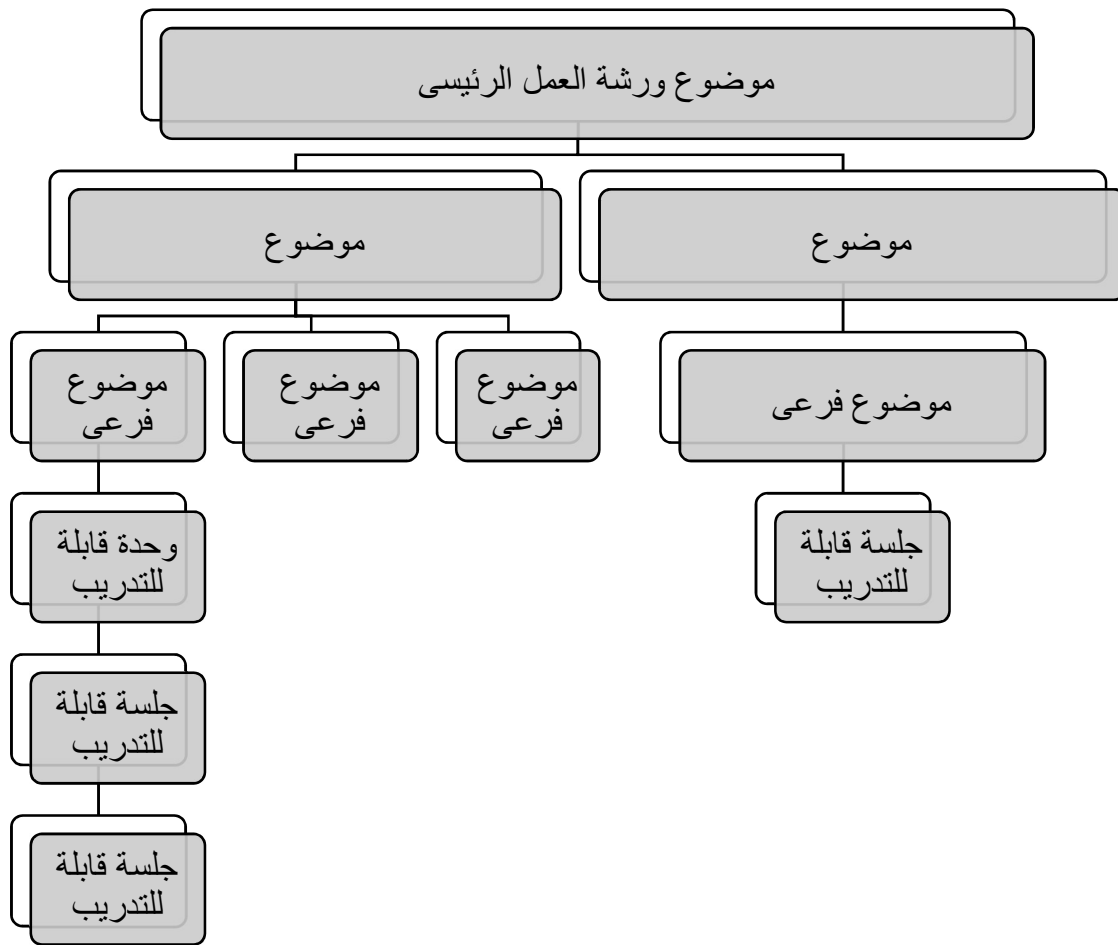 موضوع ورشة العمل الرئيسى
موضوع
موضوع
موضوع فرعى
موضوع
فرعى
موضوع
فرعى
موضوع
فرعى
جلسة قابلة
للتدريب
وحدة قابلة
للتدريب
جلسة قابلة
للتدريب
جلسة قابلة
للتدريب